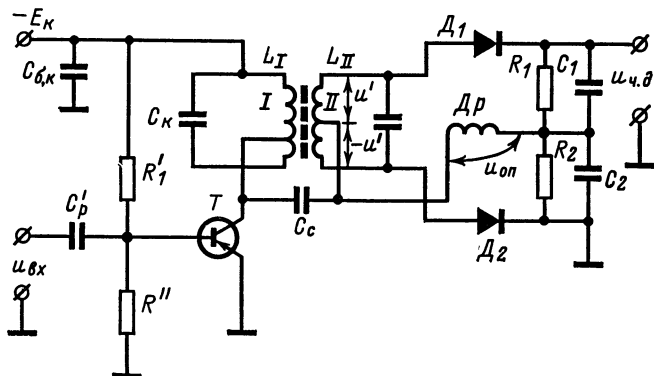 −Eк
Cб,к
Cк
LI
LII
I
II
u'
−u'
Д1
R1
C1
uч.д
Др
uоп
R2
C2
Д2
R'1
C'р
T
Cс
uвх
R''